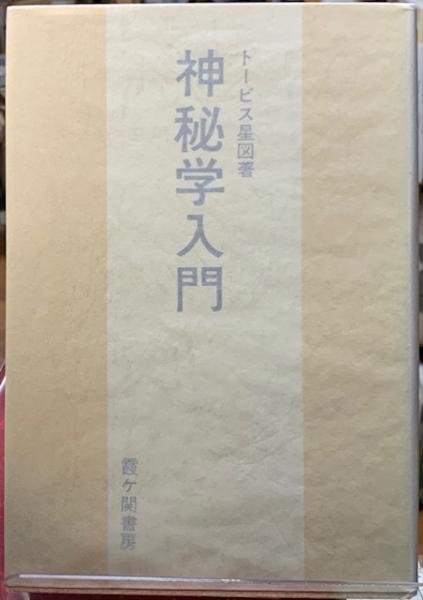 トービス星図著
神秘学入門
霞ケ関書房